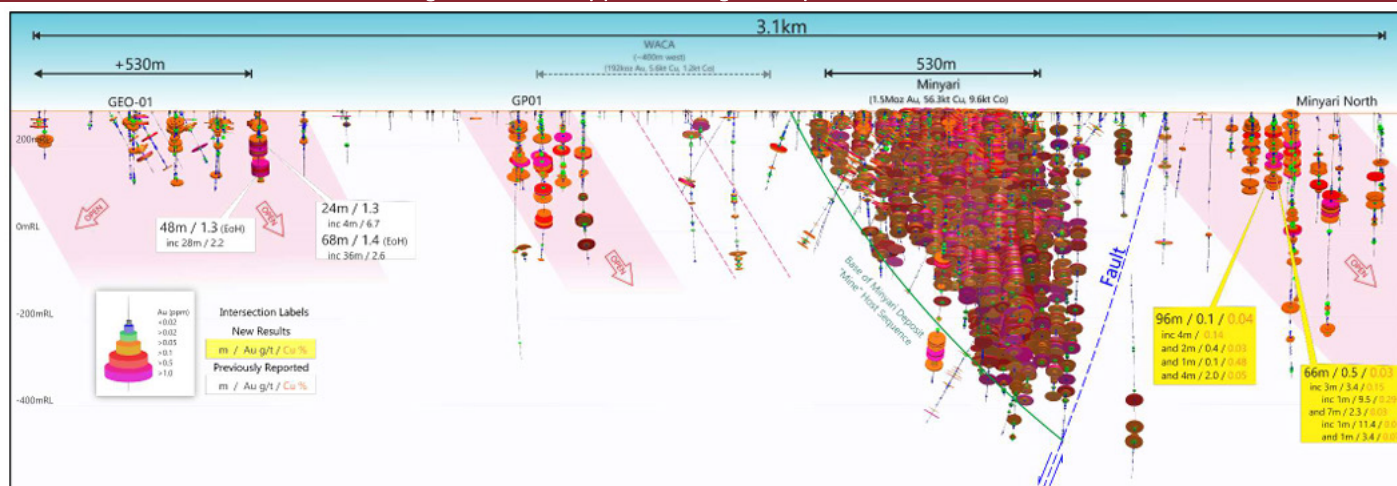 3.1km
WACA
(~400m west)
(192koz Au, 5.6kt Cu, 1.2kt Co)
+530m
530m
GEO-01
GP01
Minyari
(1.5Moz Au, 56.3kt Cu, 9.6kt Co)
Minyari North
200mRL
0mRL
-200mRL
-400mRL
OPEN
48m / 1.3 (EoH)
inc 28m / 2.2
OPEN
24m / 1.3
inc 4m / 6.7
68m / 1.4 (EoH)
inc 36m / 2.6
OPEN
Base of Minyari Deposit
"Mine" Host Sequence
Fault
OPEN
Au (ppm)
<0.02
>0.02
>0.05
>0.1
>0.5
>1.0
Intersection Labels
New Results
m / Au g/t / Cu %
Previously Reported
m / Au g/t / Cu %
96m / 0.1 / 0.04
inc 4m / 0.14
and 2m / 0.4 / 0.03
and 1m / 0.1 / 0.48
and 4m / 2.0 / 0.05
66m / 0.5 / 0.03
inc 3m / 3.4 / 0.15
inc 1m / 9.5 / 0.29
and 7m / 2.3 / 0.03
inc 1m / 11.4 / 0.0
and 1m / 3.4 / 0.0